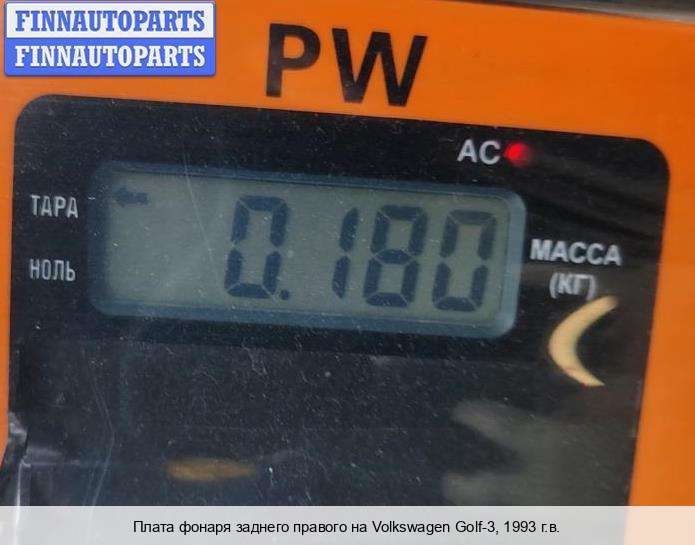 FINNAUTOPARTS
FINNAUTOPARTS
PW
AC
ТАРА
0.180
НОЛЬ
МАССА
(КГ)
Плата фонаря заднего правого на Volkswagen Golf-3, 1993 г.в.